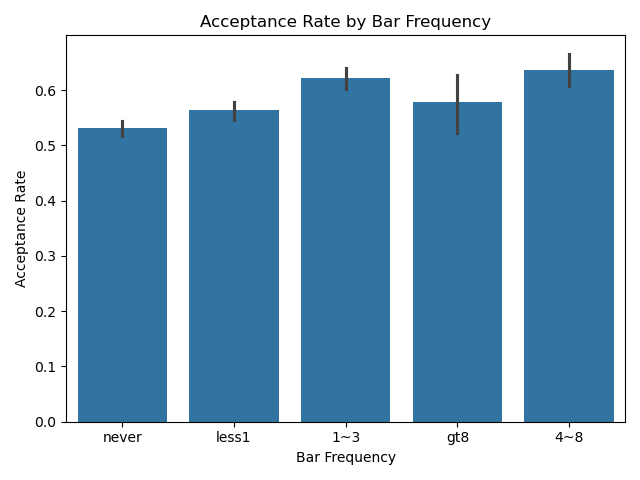 Acceptance Rate by Bar Frequency
Acceptance Rate
0.6
0.5
0.4
0.3
0.2
0.1
0.0
never less1 1~3 gt8 4~8
Bar Frequency